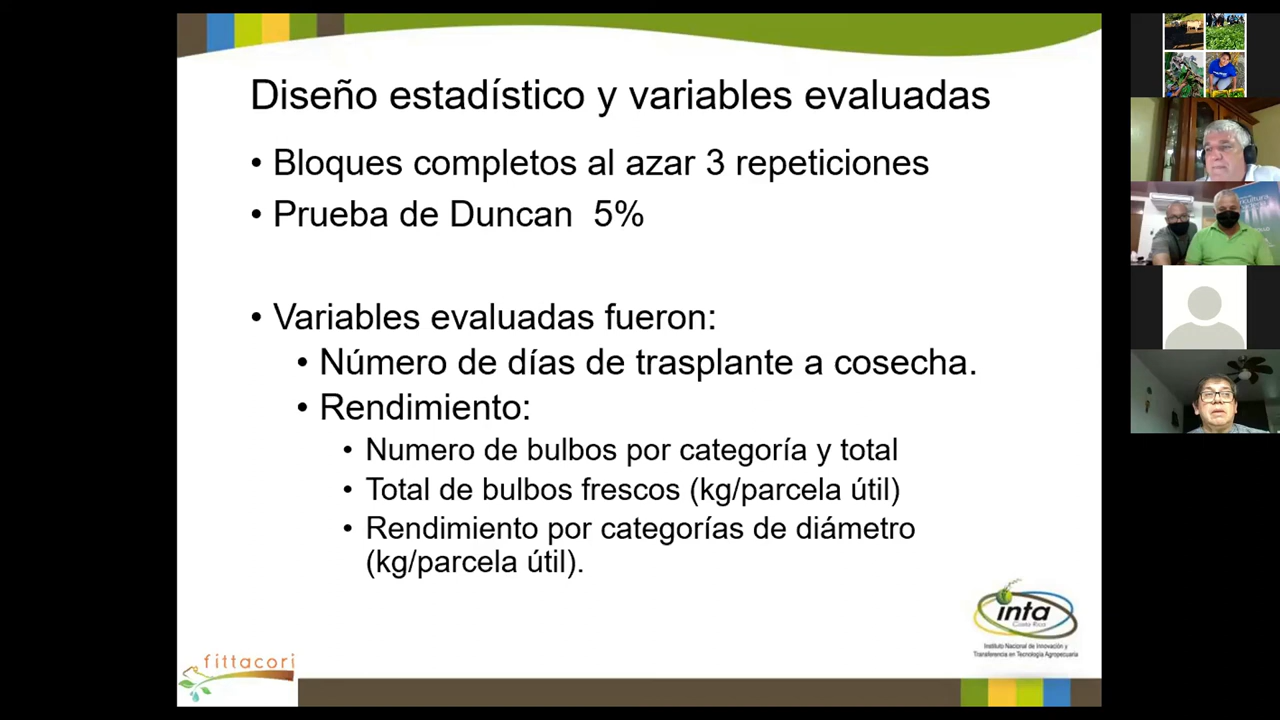 Diseño estadístico y variables evaluadas
• Bloques completos al azar 3 repeticiones
• Prueba de Duncan 5%
• Variables evaluadas fueron:
• Número de días de trasplante a cosecha.
• Rendimiento:
• Numero de bulbos por categoría y total
• Total de bulbos frescos (kg/parcela útil)
• Rendimiento por categorías de diámetro
(kg/parcela útil).
inta
Costa Rica
Instituto Nacional de Innovación y
Transferencia en Tecnología Agropecuaria
fittacori